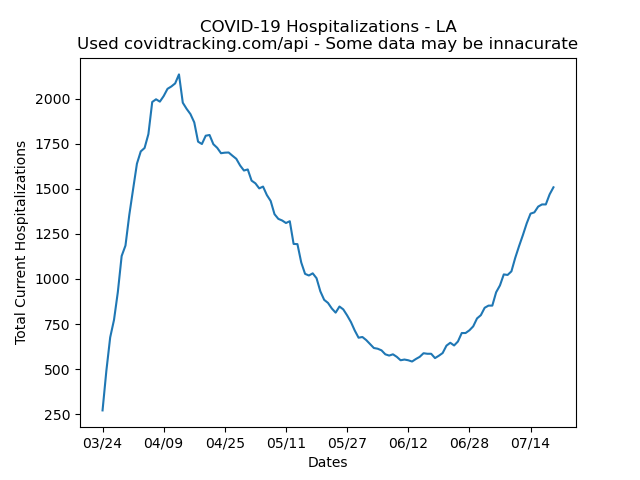 COVID-19 Hospitalizations - LA
Used covidtracking.com/api - Some data may be innacurate
Total Current Hospitalizations
2000
1750
1500
1250
1000
750
500
250
03/24 04/09 04/25 05/11 05/27 06/12 06/28 07/14
Dates